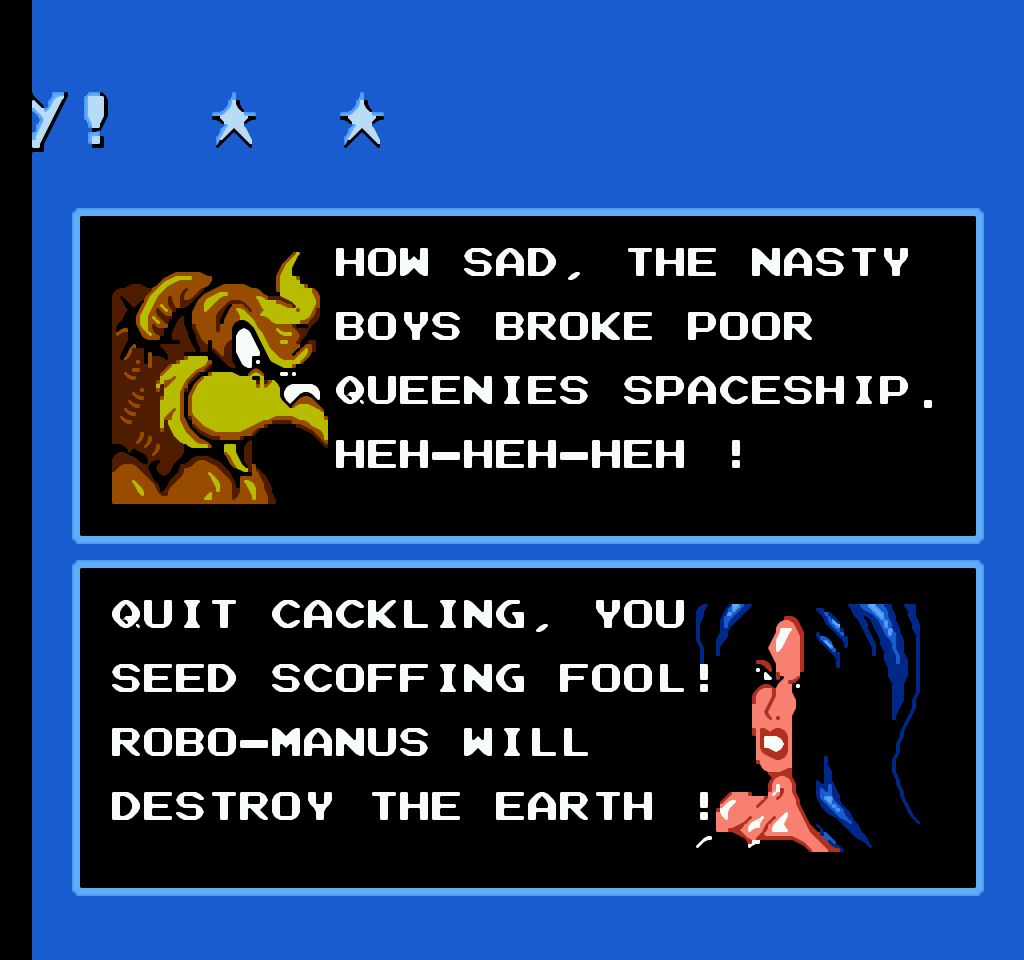 Y! ★ ★
HOW SAD, THE NASTY
BOYS BROKE POOR
QUEENIES SPACESHIP.
HEH-HEH-HEH !
QUIT CACKLING, YOU
SEED SCOFFING FOOL!
ROBO-MANUS WILL
DESTROY THE EARTH !